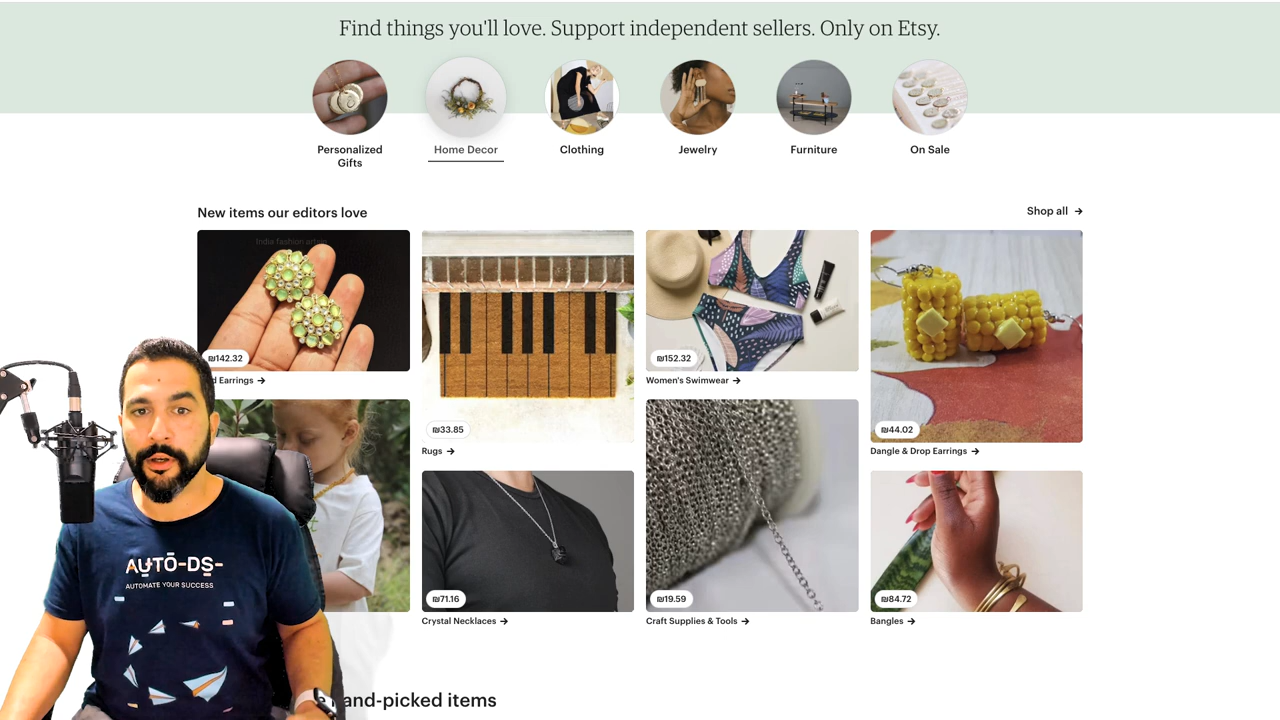 Find things you'll love. Support independent sellers. Only on Etsy.
Personalized
Gifts
Home Decor
Clothing
Jewelry
Furniture
On Sale
New items our editors love
Shop all →
India fashion
₪142.32
d Earrings →
₪33.85
Rugs →
₪152.32
Women's Swimwear →
₪44.02
Dangle & Drop Earrings →
₪71.16
Crystal Necklaces →
₪19.59
Craft Supplies & Tools →
₪84.72
Bangles →
AUTO-DS-
AUTOMATE YOUR SUCCESS
and-picked items